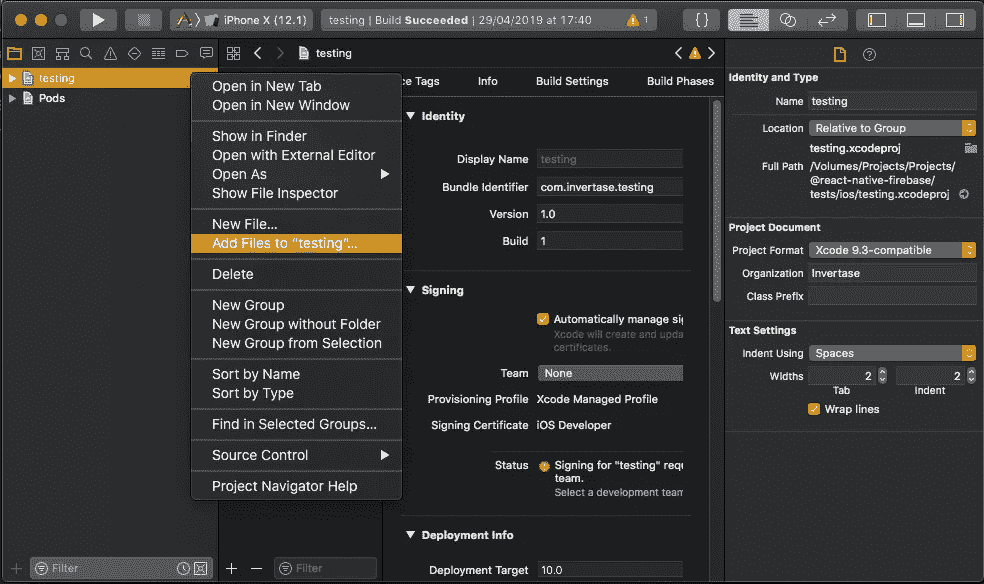 iPhone X (12.1)
testing | Build Succeeded | 29/04/2019 at 17:40
1
testing
testing
Pods
Open in New Tab
Open in New Window
Show in Finder
Open with External Editor
Open As
Show File Inspector
New File...
Add Files to “testing”...
Delete
New Group
New Group without Folder
New Group from Selection
Sort by Name
Sort by Type
Find in Selected Groups...
Source Control
Project Navigator Help
Filter
ce Tags
Info
Build Settings
Build Phases
Identity
Display Name testing
Bundle Identifier com.invertase.testing
Version 1.0
Build 1
Signing
Automatically manage sig
Xcode will create and upda
certificates.
Team None
Provisioning Profile Xcode Managed Profile
Signing Certificate iOS Developer
Status Signing for "testing" requ
team.
Select a development team
Deployment Info
Deployment Target 10.0
Filter
Identity and Type
Name testing
Location Relative to Group
testing.xcodeproj
Full Path /Volumes/Projects/Projects/
@react-native-firebase/
tests/ios/testing.xcodeproj
Project Document
Project Format Xcode 9.3-compatible
Organization Invertase
Class Prefix
Text Settings
Indent Using Spaces
Widths 2 2
Tab Indent
Wrap lines